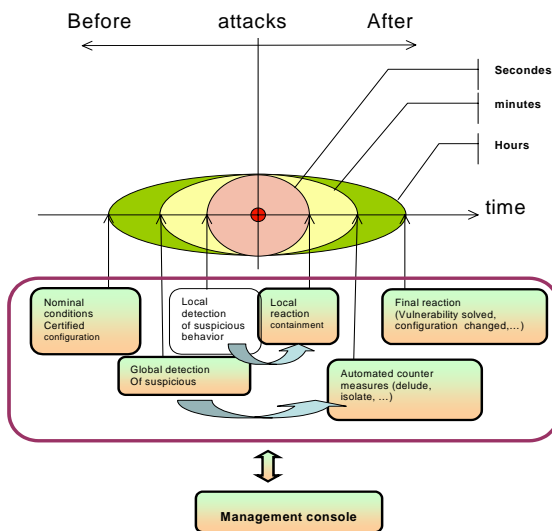 Before attacks After
Secondes
minutes
Hours
time
Nominal
conditions
Certified
configuration
Local
detection
of suspicious
behavior
Local
reaction
containment
Final reaction
(Vulnerability solved,
configuration changed,...)
Global detection
Of suspicious
Automated counter
measures (delude,
isolate, ...)
Management console